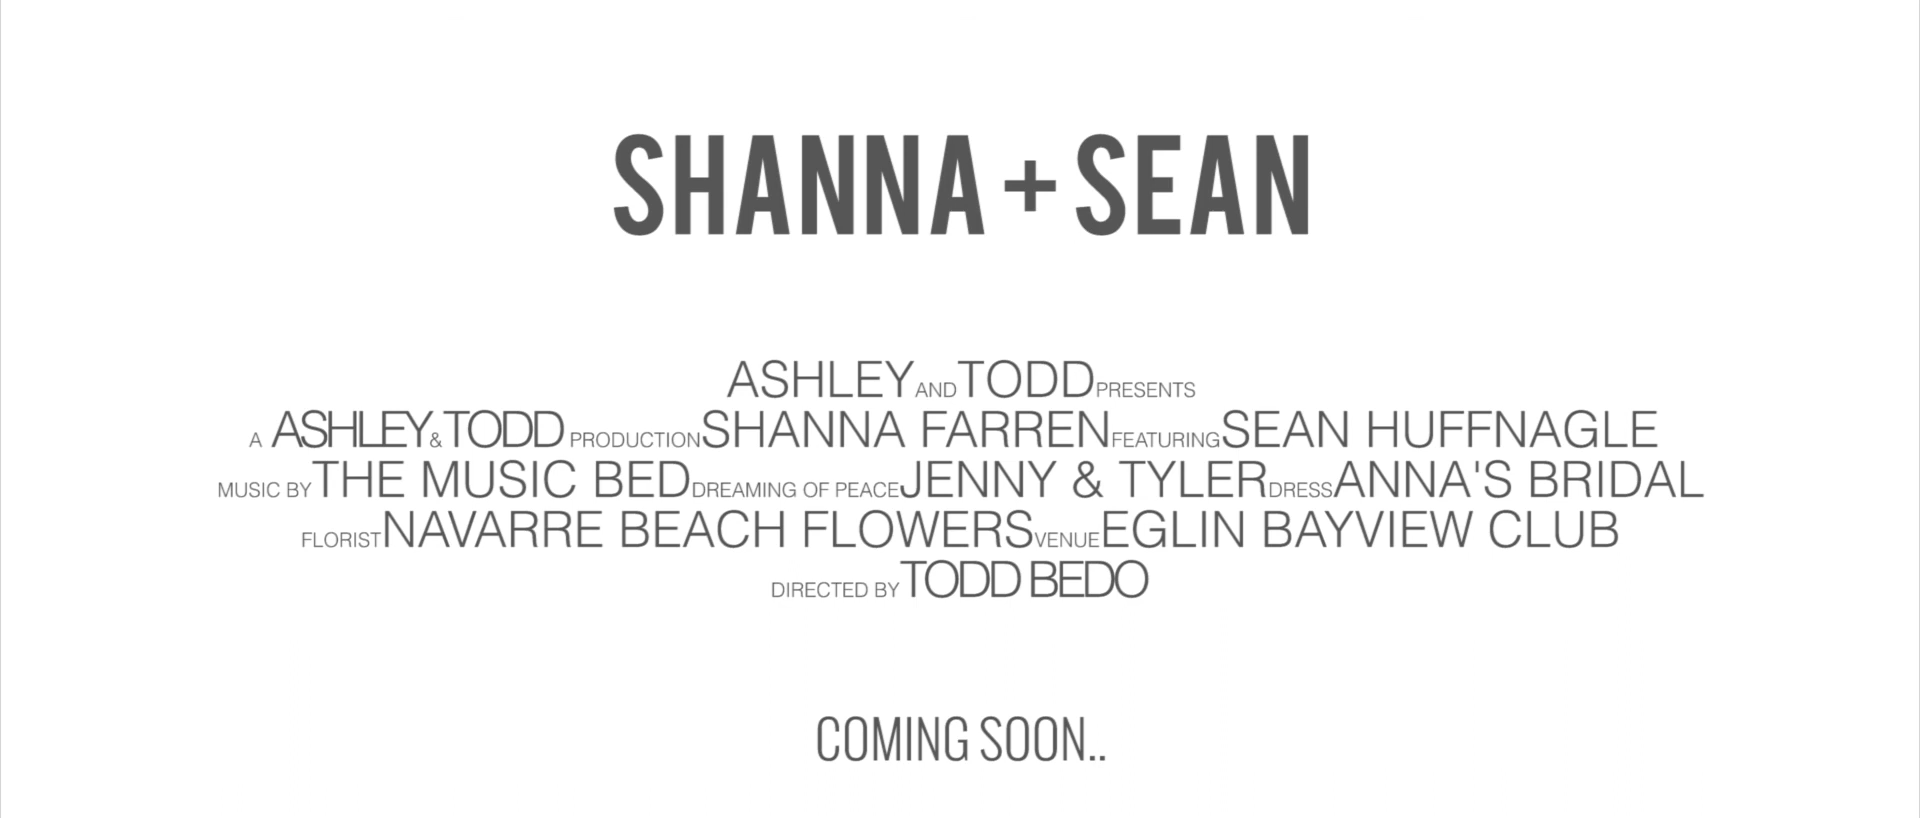 SHANNA + SEAN
ASHLEY AND TODD PRESENTS
A ASHLEY & TODD PRODUCTION SHANNA FARREN FEATURING SEAN HUFFNAGLE
MUSIC BY THE MUSIC BED DREAMING OF PEACE JENNY & TYLER DRESS ANNA'S BRIDAL
FLORIST NAVARRE BEACH FLOWERS VENUE EGLIN BAYVIEW CLUB
DIRECTED BY TODD BEDO
COMING SOON..